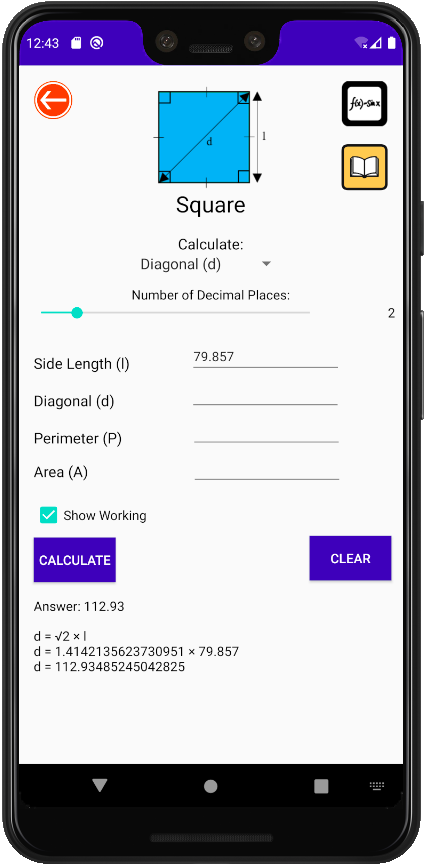 12:43
f(x)=sin x
d
l
Square
Calculate:
Diagonal (d)
Number of Decimal Places:
2
Side Length (l)
79.857
Diagonal (d)
Perimeter (P)
Area (A)
Show Working
CALCULATE
CLEAR
Answer: 112.93
d = √2 × l
d = 1.4142135623730951 × 79.857
d = 112.93485245042825